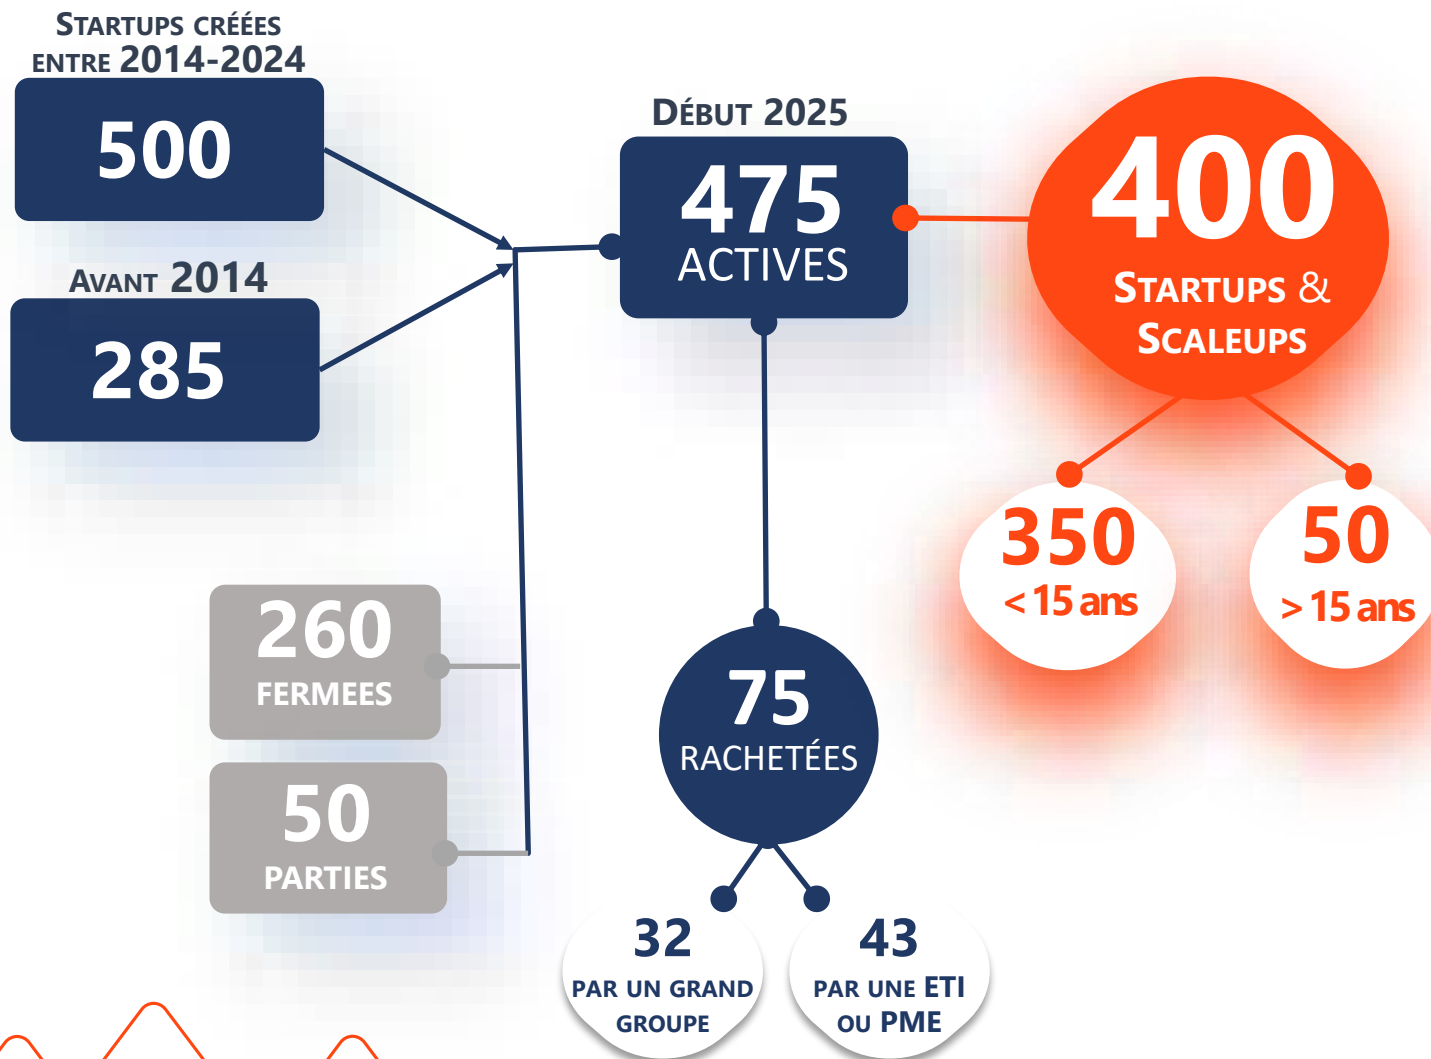 STARTUPS CRÉÉES
ENTRE 2014-2024
500
AVANT 2014
285
DÉBUT 2025
475
ACTIVES
400
STARTUPS &
SCALEUPS
350
< 15 ans
50
> 15 ans
260
FERMEES
50
PARTIES
75
RACHETÉES
32
PAR UN GRAND
GROUPE
43
PAR UNE ETI
OU PME